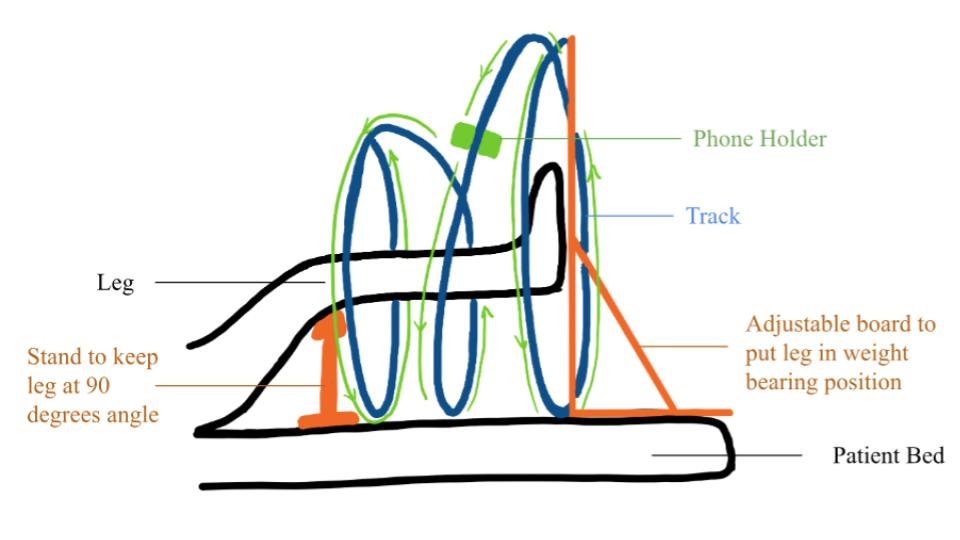 Phone Holder
Track
Leg
Adjustable board to
put leg in weight
bearing position
Stand to keep
leg at 90
degrees angle
Patient Bed